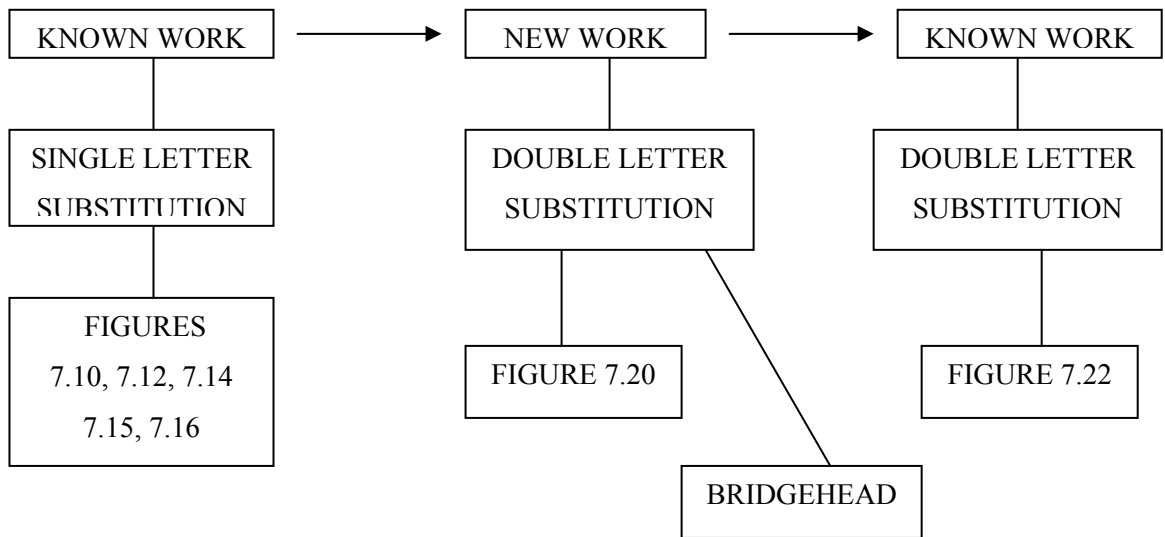 KNOWN WORK
NEW WORK
KNOWN WORK
SINGLE LETTER
SUBSTITUTION
DOUBLE LETTER
SUBSTITUTION
DOUBLE LETTER
SUBSTITUTION
FIGURES
7.10, 7.12, 7.14
7.15, 7.16
FIGURE 7.20
FIGURE 7.22
BRIDGEHEAD